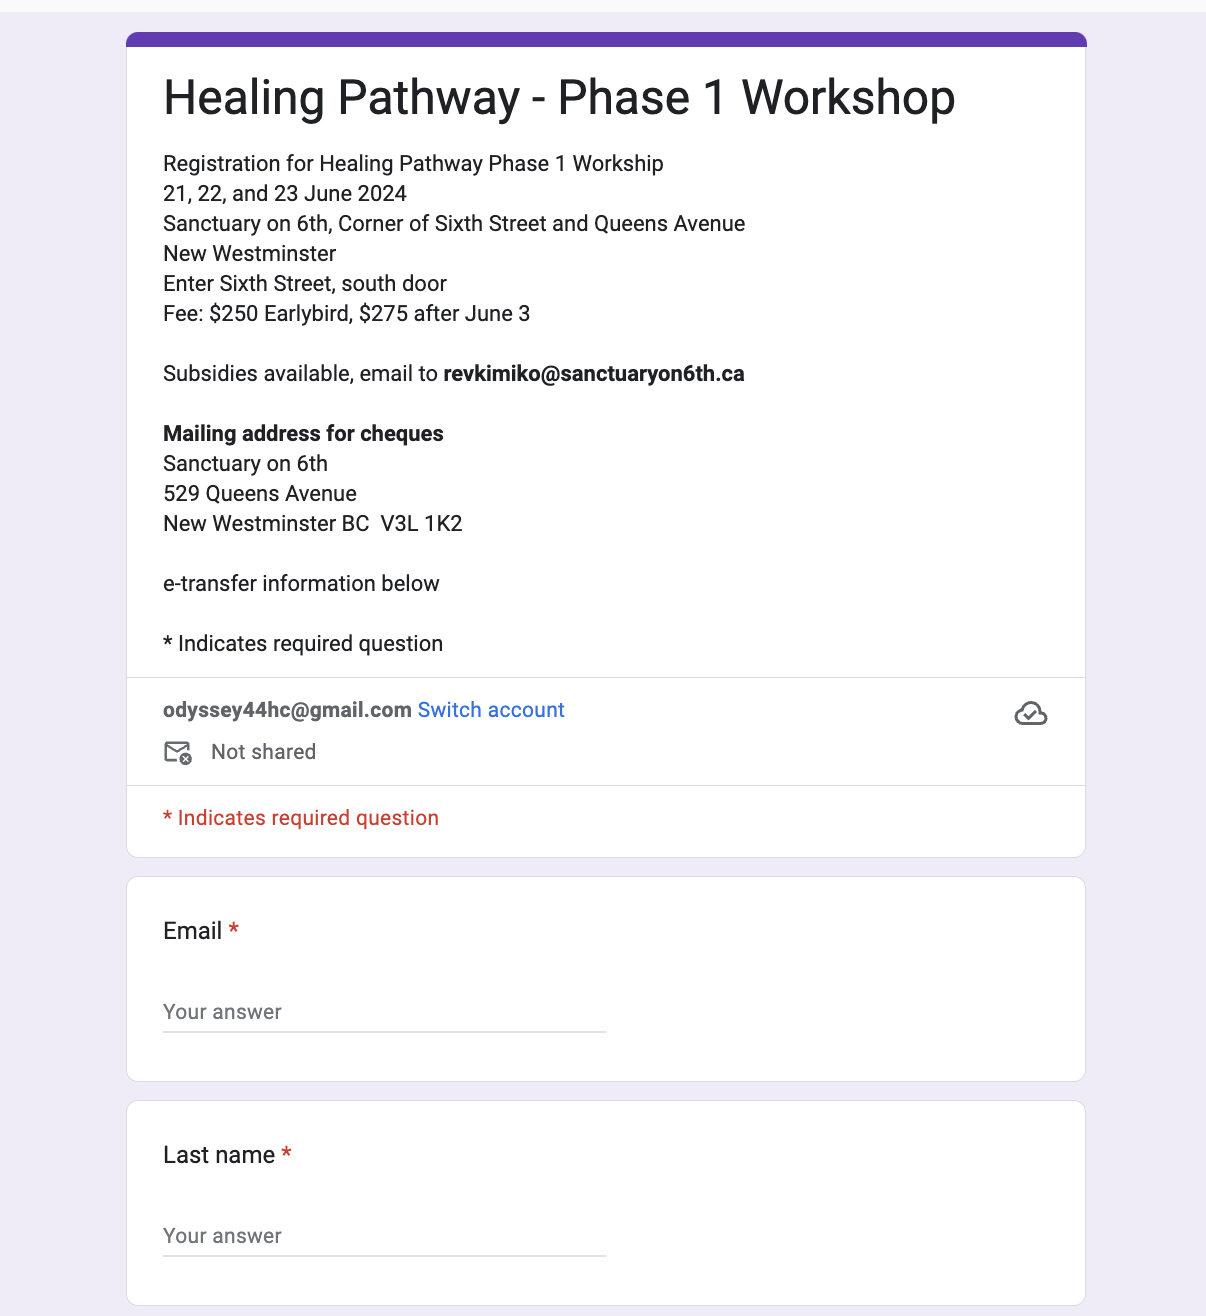 Healing Pathway - Phase 1 Workshop
Registration for Healing Pathway Phase 1 Workship
21, 22, and 23 June 2024
Sanctuary on 6th, Corner of Sixth Street and Queens Avenue
New Westminster
Enter Sixth Street, south door
Fee: $250 Earlybird, $275 after June 3
Subsidies available, email to revkimiko@sanctuaryon6th.ca
Mailing address for cheques
Sanctuary on 6th
529 Queens Avenue
New Westminster BC  V3L 1K2
e-transfer information below
* Indicates required question
odyssey44hc@gmail.com Switch account
Not shared
* Indicates required question
Email *
Your answer
Last name *
Your answer